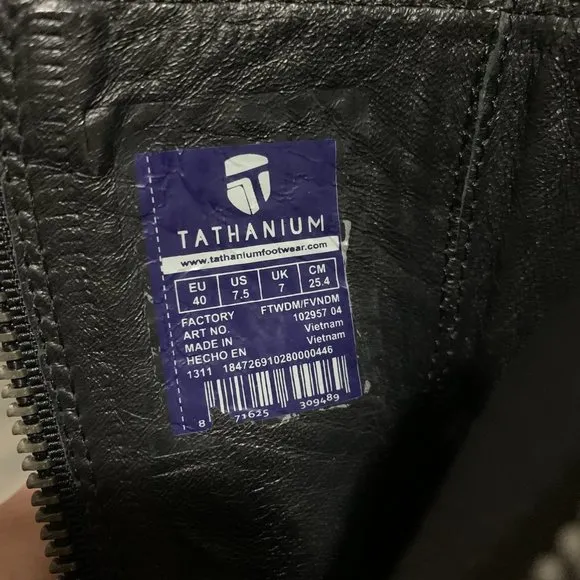 TATHANIUM
www.tathaniumfootwear.com
EU US UK CM
40 7.5 7 25.4
FACTORY FTWDM/FVNDM
ART NO. 102957 04
MADE IN Vietnam
HECHO EN Vietnam
1311 184726910280000446
8 71625 309489